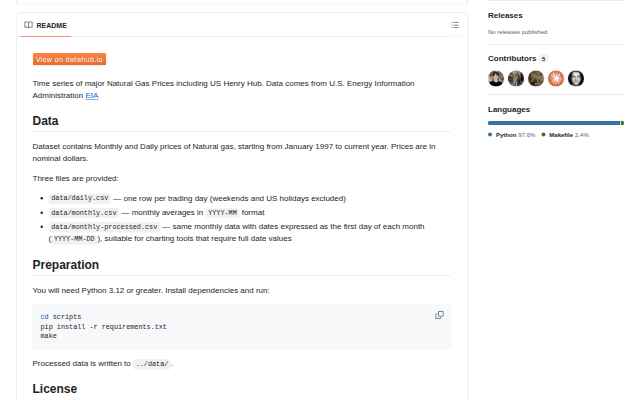 README
View on datahub.io
Time series of major Natural Gas Prices including US Henry Hub. Data comes from U.S. Energy Information
Administration EIA
Data
Dataset contains Monthly and Daily prices of Natural gas, starting from January 1997 to current year. Prices are in
nominal dollars.
Three files are provided:
• data/daily.csv — one row per trading day (weekends and US holidays excluded)
• data/monthly.csv — monthly averages in YYYY-MM format
• data/monthly-processed.csv — same monthly data with dates expressed as the first day of each month
(YYYY-MM-DD), suitable for charting tools that require full date values
Preparation
You will need Python 3.12 or greater. Install dependencies and run:
cd scripts
pip install -r requirements.txt
make
Processed data is written to ../data/.
License
Releases
No releases published
Contributors 5
Languages
Python 97.6% Makefile 2.4%